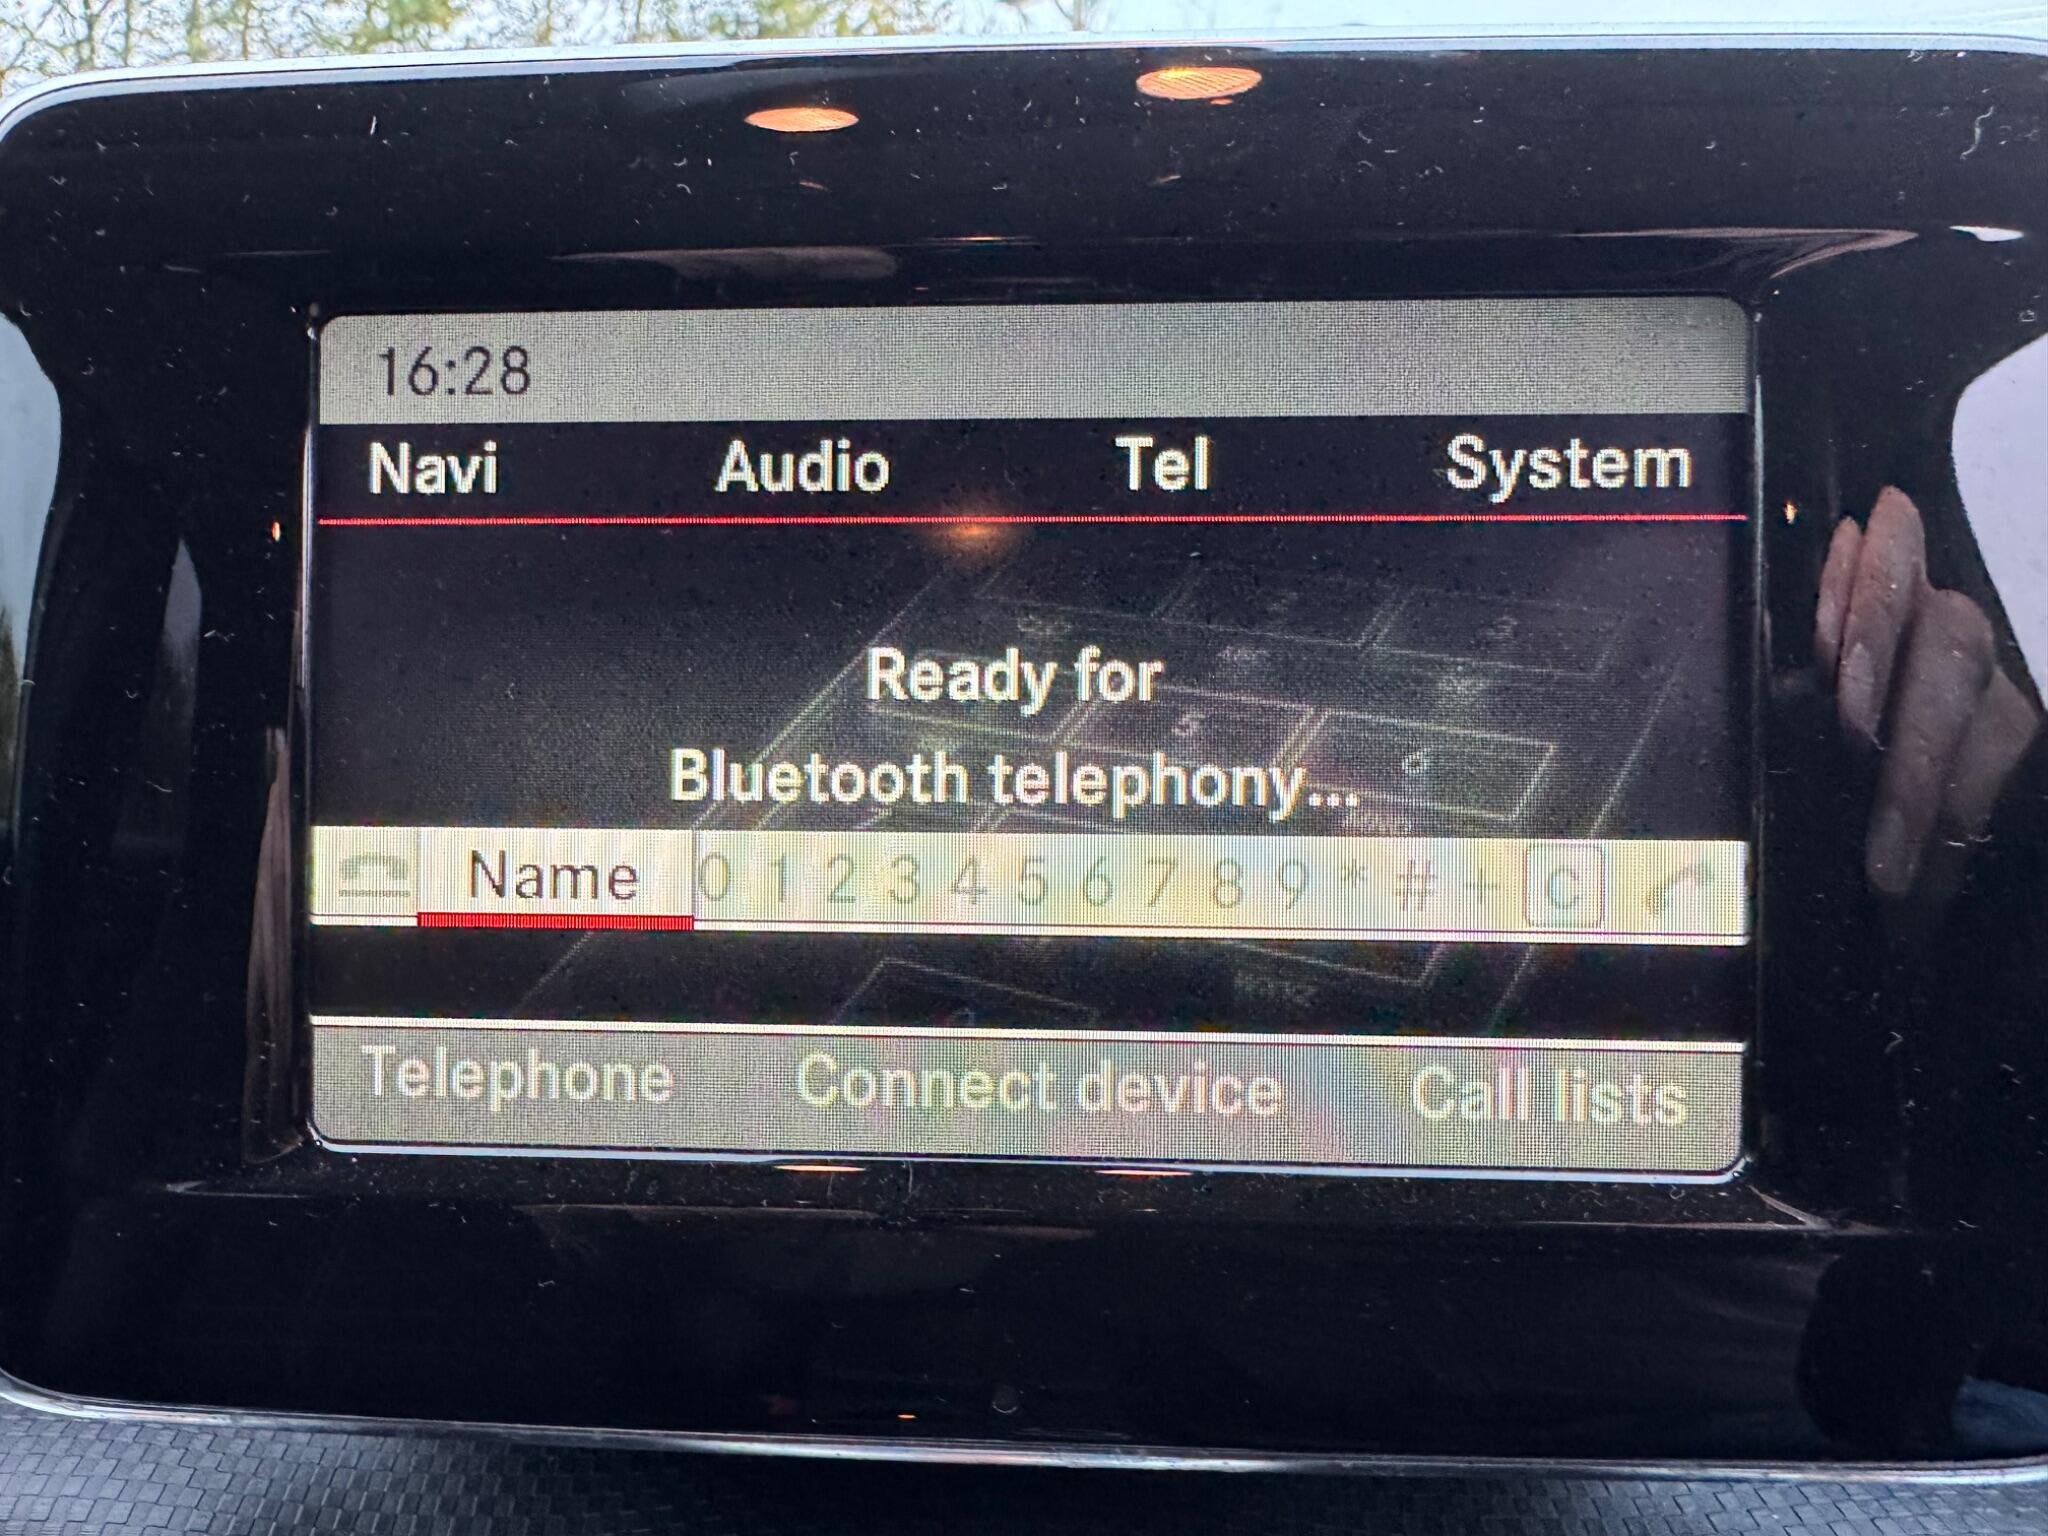 16:28
Navi Audio Tel System
Ready for
Bluetooth telephony...
Name 0 1 2 3 4 5 6 7 8 9 * # + C
Telephone Connect device Call lists